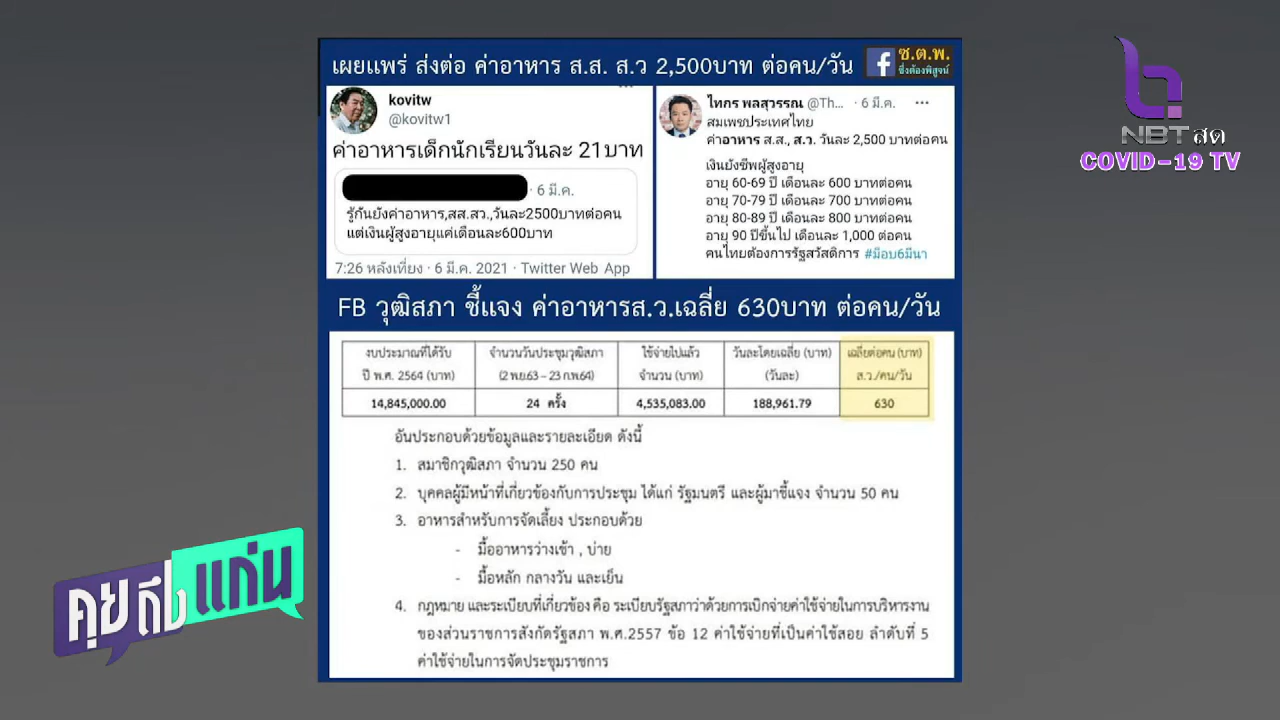 เผยแพร่ ส่งต่อ ค่าอาหาร ส.ส. ส.ว 2,500บาท ต่อคน/วัน
ซ.ต.พ.
ซึ่งต้องพิสูจน์
kovitw
@kovitw1
ค่าอาหารเด็กนักเรียนวันละ 21บาท
· 6 มี.ค.
รู้กันยังค่าอาหาร,สส.สว.,วันละ2500บาทต่อคน
แต่เงินผู้สูงอายุแค่เดือนละ600บาท
7:26 หลังเที่ยง · 6 มี.ค. 2021 · Twitter Web App
ไทกร พลสุวรรณ @Th... · 6 มี.ค. ...
สมเพชประเทศไทย
ค่าอาหาร ส.ส., ส.ว. วันละ 2,500 บาทต่อคน
เงินยังชีพผู้สูงอายุ
อายุ 60-69 ปี เดือนละ 600 บาทต่อคน
อายุ 70-79 ปี เดือนละ 700 บาทต่อคน
อายุ 80-89 ปี เดือนละ 800 บาทต่อคน
อายุ 90 ปีขึ้นไป เดือนละ 1,000 ต่อคน
คนไทยต้องการรัฐสวัสดิการ #ม็อบ6มีนา
FB วุฒิสภา ชี้แจง ค่าอาหารส.ว.เฉลี่ย 630บาท ต่อคน/วัน
งบประมาณที่ได้รับ
ปี พ.ศ. 2564 (บาท)
จำนวนวันประชุมวุฒิสภา
(2 พ.ย.63 – 23 ก.พ.64)
ใช้จ่ายไปแล้ว
จำนวน (บาท)
วันละโดยเฉลี่ย (บาท)
(วันละ)
เฉลี่ยต่อคน (บาท)
ส.ว./คน/วัน
14,845,000.00
24 ครั้ง
4,535,083.00
188,961.79
630
อันประกอบด้วยข้อมูลและรายละเอียด ดังนี้
1. สมาชิกวุฒิสภา จำนวน 250 คน
2. บุคคลผู้มีหน้าที่เกี่ยวข้องกับการประชุม ได้แก่ รัฐมนตรี และผู้มาชี้แจง จำนวน 50 คน
3. อาหารสำหรับการจัดเลี้ยง ประกอบด้วย
- มื้ออาหารว่างเช้า , บ่าย
- มื้อหลัก กลางวัน และเย็น
4. กฎหมาย และระเบียบที่เกี่ยวข้อง คือ ระเบียบรัฐสภาว่าด้วยการเบิกจ่ายค่าใช้จ่ายในการบริหารงาน
ของส่วนราชการสังกัดรัฐสภา พ.ศ.2557 ข้อ 12 ค่าใช้จ่ายที่เป็นค่าใช้สอย ลำดับที่ 5
ค่าใช้จ่ายในการจัดประชุมราชการ
NBT สด
COVID-19 TV
คุยถึงแก่น